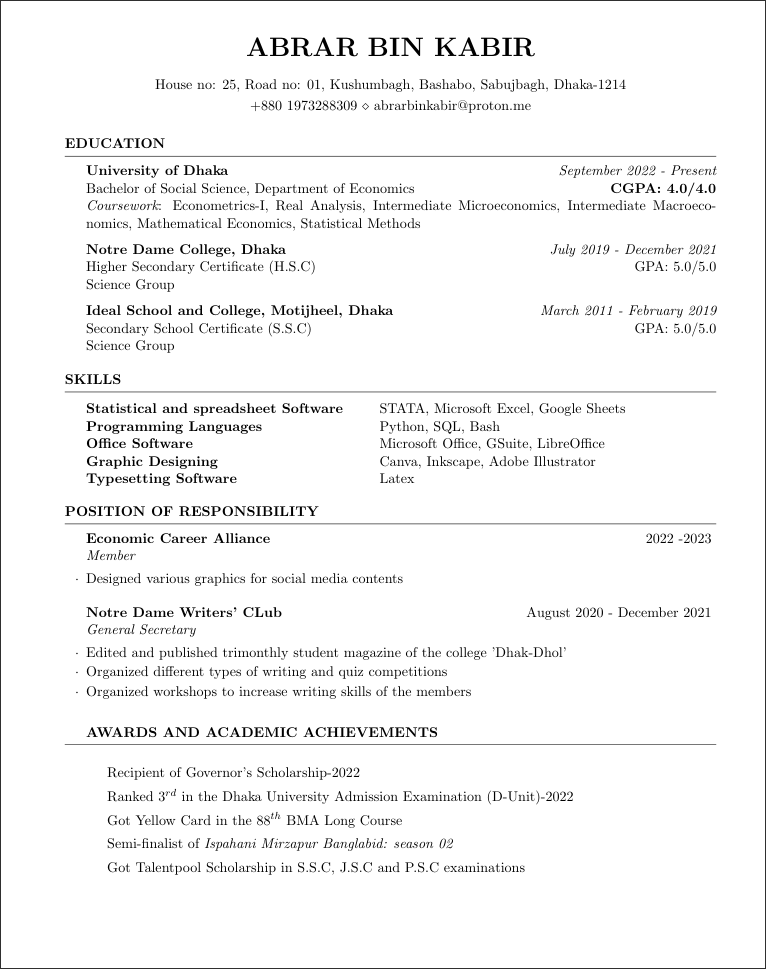 ABRAR BIN KABIR
House no: 25, Road no: 01, Kushumbagh, Bashabo, Sabujbagh, Dhaka-1214
+880 1973288309 ⋄ abrarbinkabir@proton.me
EDUCATION
University of Dhaka September 2022 - Present
Bachelor of Social Science, Department of Economics CGPA: 4.0/4.0
Coursework: Econometrics-I, Real Analysis, Intermediate Microeconomics, Intermediate Macroeco-
nomics, Mathematical Economics, Statistical Methods
Notre Dame College, Dhaka July 2019 - December 2021
Higher Secondary Certificate (H.S.C) GPA: 5.0/5.0
Science Group
Ideal School and College, Motijheel, Dhaka March 2011 - February 2019
Secondary School Certificate (S.S.C) GPA: 5.0/5.0
Science Group
SKILLS
Statistical and spreadsheet Software STATA, Microsoft Excel, Google Sheets
Programming Languages Python, SQL, Bash
Office Software Microsoft Office, GSuite, LibreOffice
Graphic Designing Canva, Inkscape, Adobe Illustrator
Typesetting Software Latex
POSITION OF RESPONSIBILITY
Economic Career Alliance 2022 -2023
Member
· Designed various graphics for social media contents
Notre Dame Writers' CLub August 2020 - December 2021
General Secretary
· Edited and published trimonthly student magazine of the college 'Dhak-Dhol'
· Organized different types of writing and quiz competitions
· Organized workshops to increase writing skills of the members
AWARDS AND ACADEMIC ACHIEVEMENTS
Recipient of Governor's Scholarship-2022
Ranked 3rd in the Dhaka University Admission Examination (D-Unit)-2022
Got Yellow Card in the 88th BMA Long Course
Semi-finalist of Ispahani Mirzapur Banglabid: season 02
Got Talentpool Scholarship in S.S.C, J.S.C and P.S.C examinations